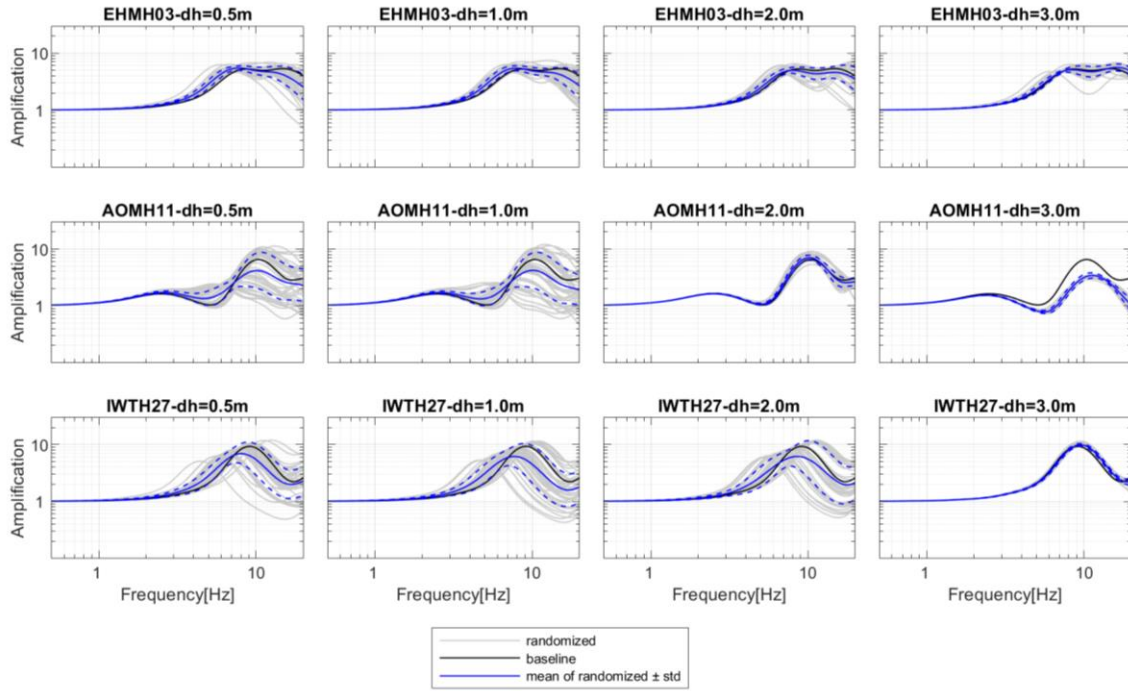 EHMH03-dh=0.5m EHMH03-dh=1.0m EHMH03-dh=2.0m EHMH03-dh=3.0m
10
1
Amplification
AOMH11-dh=0.5m AOMH11-dh=1.0m AOMH11-dh=2.0m AOMH11-dh=3.0m
10
1
Amplification
IWTH27-dh=0.5m IWTH27-dh=1.0m IWTH27-dh=2.0m IWTH27-dh=3.0m
10
1
Amplification
1 10 1 10 1 10 1 10
Frequency[Hz] Frequency[Hz] Frequency[Hz] Frequency[Hz]
randomized
baseline
mean of randomized ± std